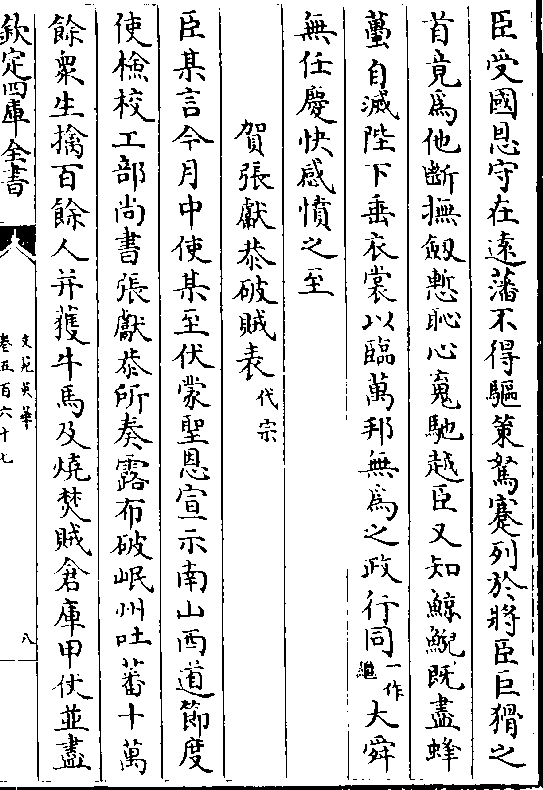 臣受國恩守在遠藩不得驅策駑蹇列於將臣巨猾之
首竟為他斷撫劒慙恥心嵬馳越臣又知鯨鯢既盡蜂
蠆自滅陛下垂衣裳以臨萬邦無為之政行同一作繼大舜
無任慶快感憤之至
賀張獻恭破賊表代宗
臣某言今月中使某至伏蒙聖恩宣示南山西道節度
使檢校工部尚書張獻恭所奏露布破岷州吐蕃十萬
餘衆生擒百餘人并獲牛馬及燒焚賊倉庫甲仗並盡
欽定四庫全書
文苑英華
卷五百六十七
八